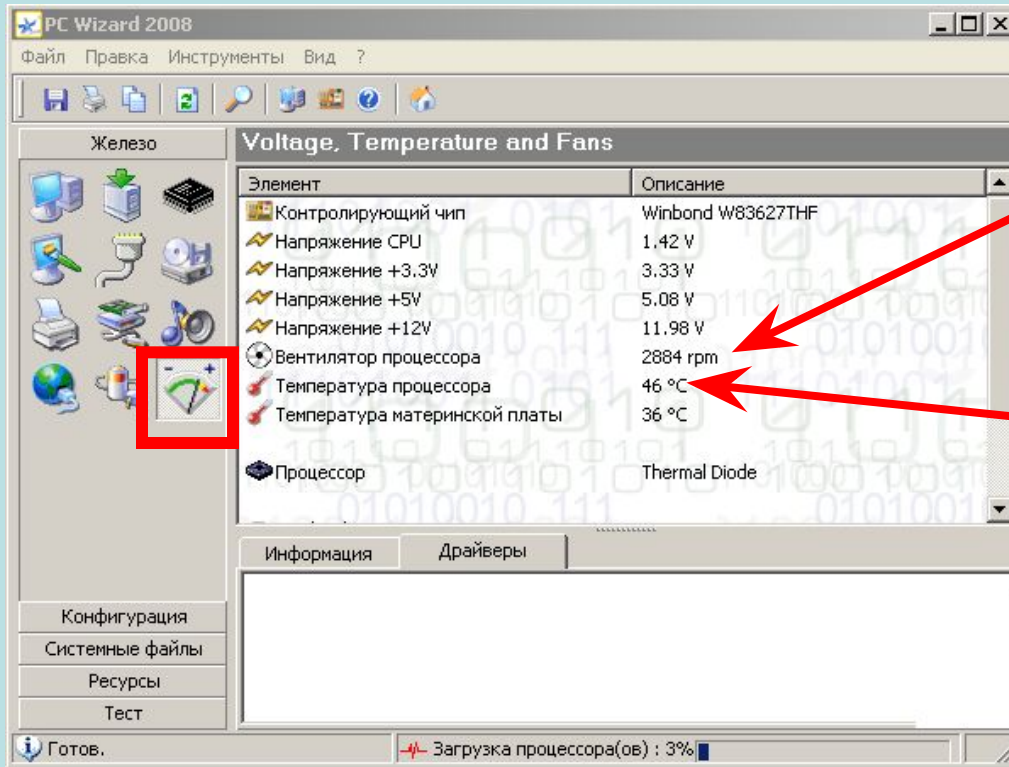 PC Wizard 2008
Файл Правка Инструменты Вид ?
Железо
Voltage, Temperature and Fans
Элемент Описание
Контролирующий чип Winbond W83627THF
Напряжение CPU 1.42 V
Напряжение +3.3V 3.33 V
Напряжение +5V 5.08 V
Напряжение +12V 11.98 V
Вентилятор процессора 2884 rpm
Температура процессора 46 °C
Температура материнской платы 36 °C
Процессор Thermal Diode
Информация Драйверы
Конфигурация
Системные файлы
Ресурсы
Тест
Готов. Загрузка процессора(ов) : 3%